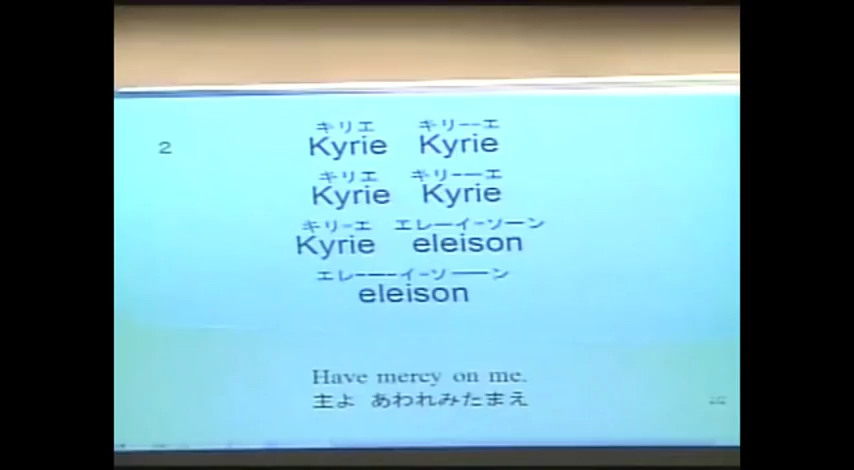 キリエ キリーーエ
2 Kyrie Kyrie
キリエ キリーーエ
Kyrie Kyrie
キリーエ エレーイーソーン
Kyrie eleison
エレーーーイーソーーン
eleison
Have mercy on me.
主よ あわれみたまえ